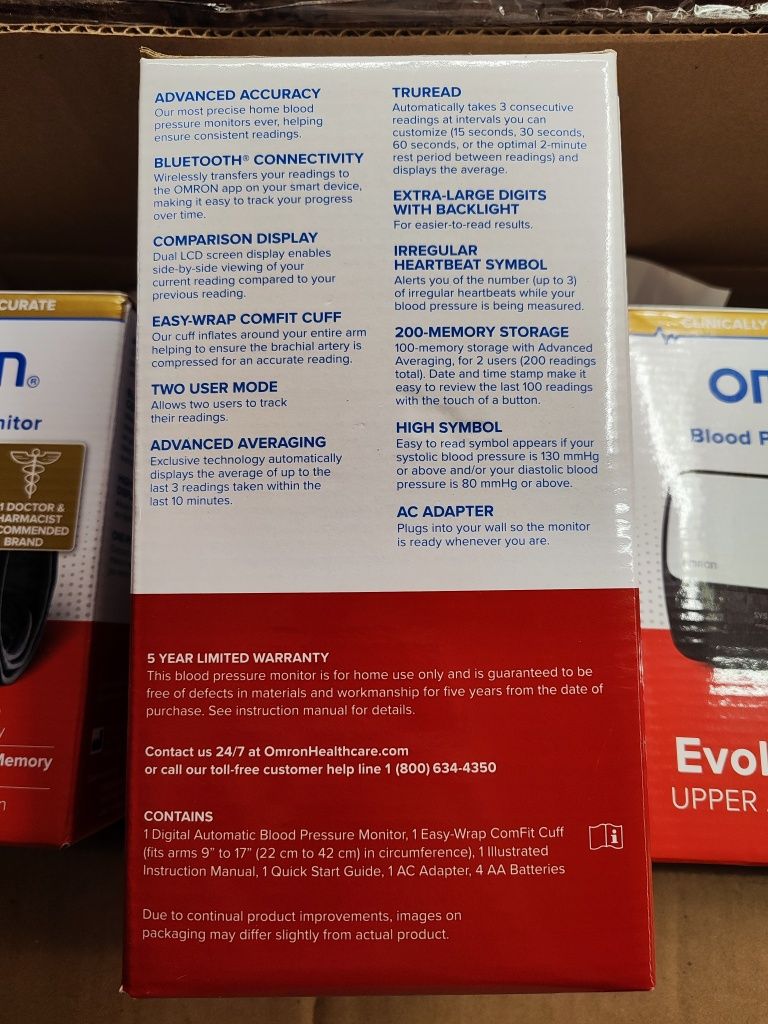 ADVANCED ACCURACY
Our most precise home blood
pressure monitors ever, helping
ensure consistent readings.
BLUETOOTH® CONNECTIVITY
Wirelessly transfers your readings to
the OMRON app on your smart device,
making it easy to track your progress
over time.
COMPARISON DISPLAY
Dual LCD screen display enables
side-by-side viewing of your
current reading compared to your
previous reading.
EASY-WRAP COMFIT CUFF
Our cuff inflates around your entire arm
helping to ensure the brachial artery is
compressed for an accurate reading.
TWO USER MODE
Allows two users to track
their readings.
ADVANCED AVERAGING
Exclusive technology automatically
displays the average of up to the
last 3 readings taken within the
last 10 minutes.
TRUREAD
Automatically takes 3 consecutive
readings at intervals you can
customize (15 seconds, 30 seconds,
60 seconds, or the optimal 2-minute
rest period between readings) and
displays the average.
EXTRA-LARGE DIGITS
WITH BACKLIGHT
For easier-to-read results.
IRREGULAR
HEARTBEAT SYMBOL
Alerts you of the number (up to 3)
of irregular heartbeats while your
blood pressure is being measured.
200-MEMORY STORAGE
100-memory storage with Advanced
Averaging, for 2 users (200 readings
total). Date and time stamp make it
easy to review the last 100 readings
with the touch of a button.
HIGH SYMBOL
Easy to read symbol appears if your
systolic blood pressure is 130 mmHg
or above and/or your diastolic blood
pressure is 80 mmHg or above.
AC ADAPTER
Plugs into your wall so the monitor
is ready whenever you are.
5 YEAR LIMITED WARRANTY
This blood pressure monitor is for home use only and is guaranteed to be
free of defects in materials and workmanship for five years from the date of
purchase. See instruction manual for details.
Contact us 24/7 at OmronHealthcare.com
or call our toll-free customer help line 1 (800) 634-4350
CONTAINS
1 Digital Automatic Blood Pressure Monitor, 1 Easy-Wrap ComFit Cuff
(fits arms 9” to 17” (22 cm to 42 cm) in circumference), 1 Illustrated
Instruction Manual, 1 Quick Start Guide, 1 AC Adapter, 4 AA Batteries
Due to continual product improvements, images on
packaging may differ slightly from actual product.
CURATE
n®
nitor
DOCTOR &
HARMACIST
COMMENDED
BRAND
Memory
CLINICALLY
OM
Blood P
OMRON
SYS
Evol
UPPER